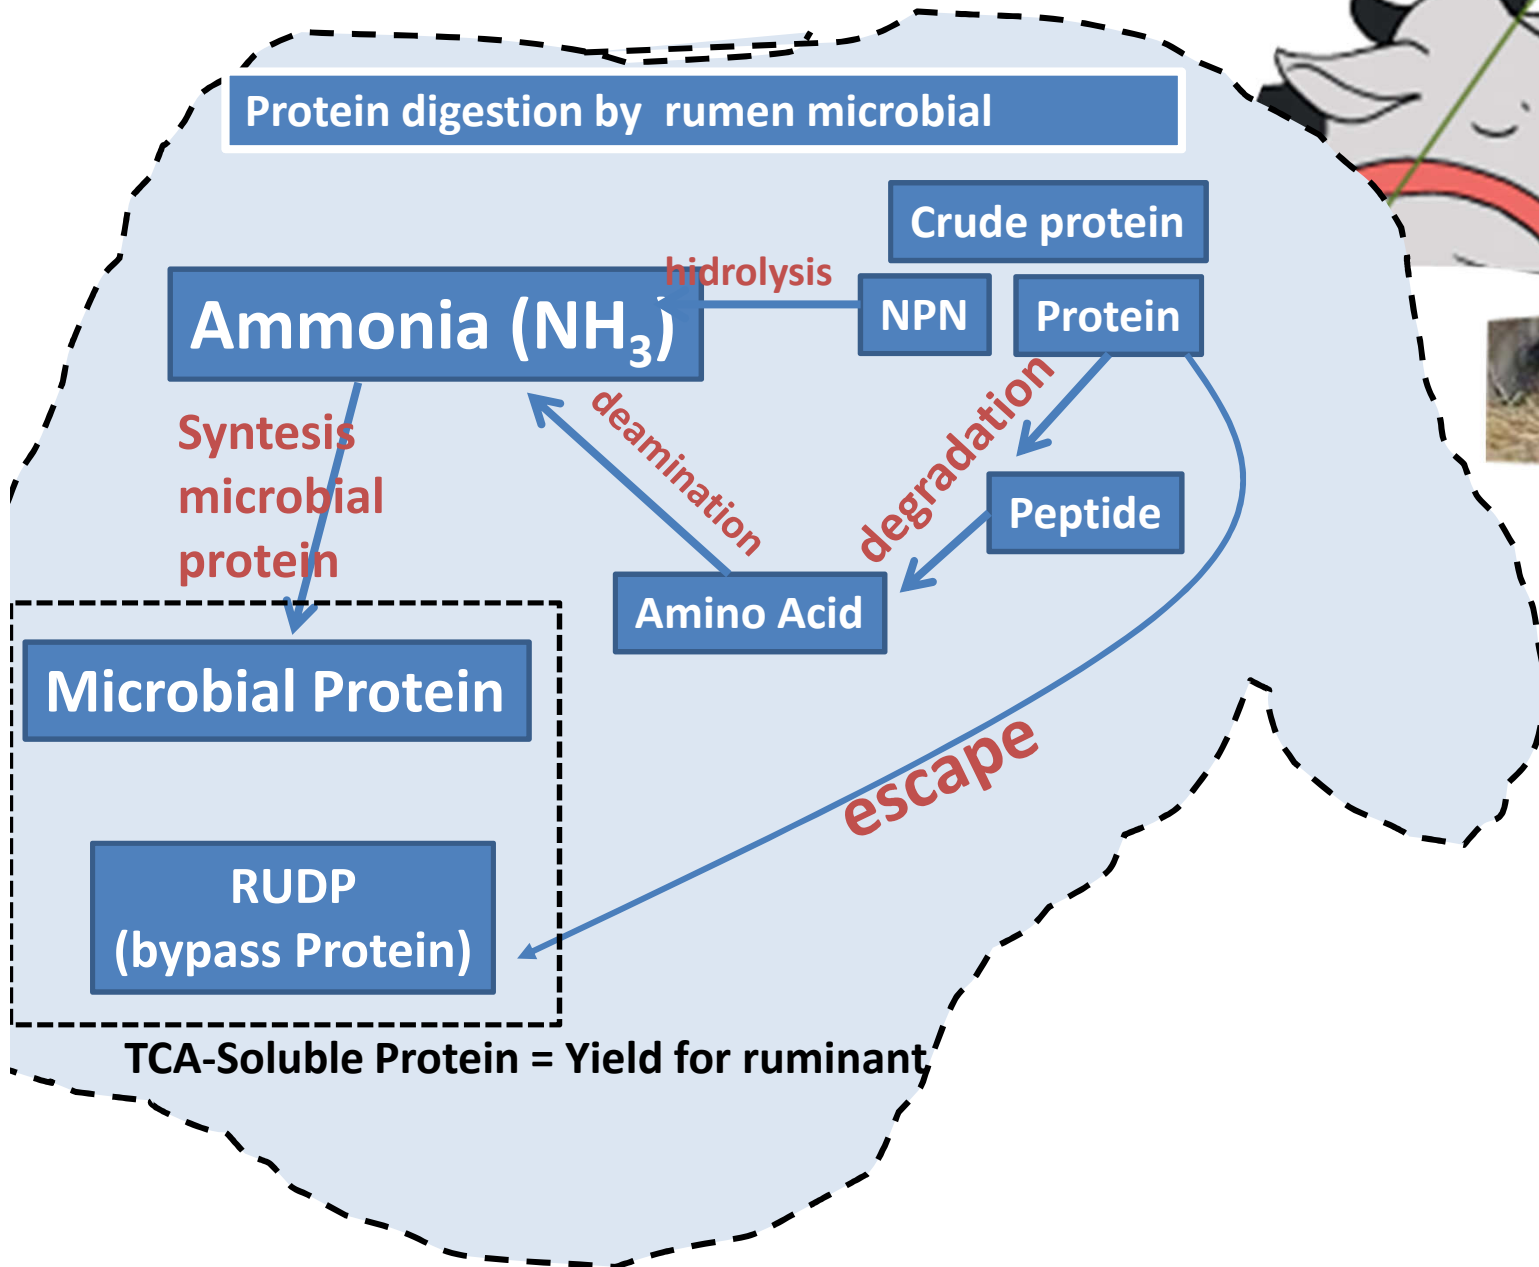 Protein digestion by  rumen microbial
Crude protein
hidrolysis
Ammonia (NH₃)
NPN
Protein
deamination
degradation
Syntesis
microbial
protein
Peptide
Amino Acid
Microbial Protein
escape
RUDP
(bypass Protein)
TCA-Soluble Protein = Yield for ruminant